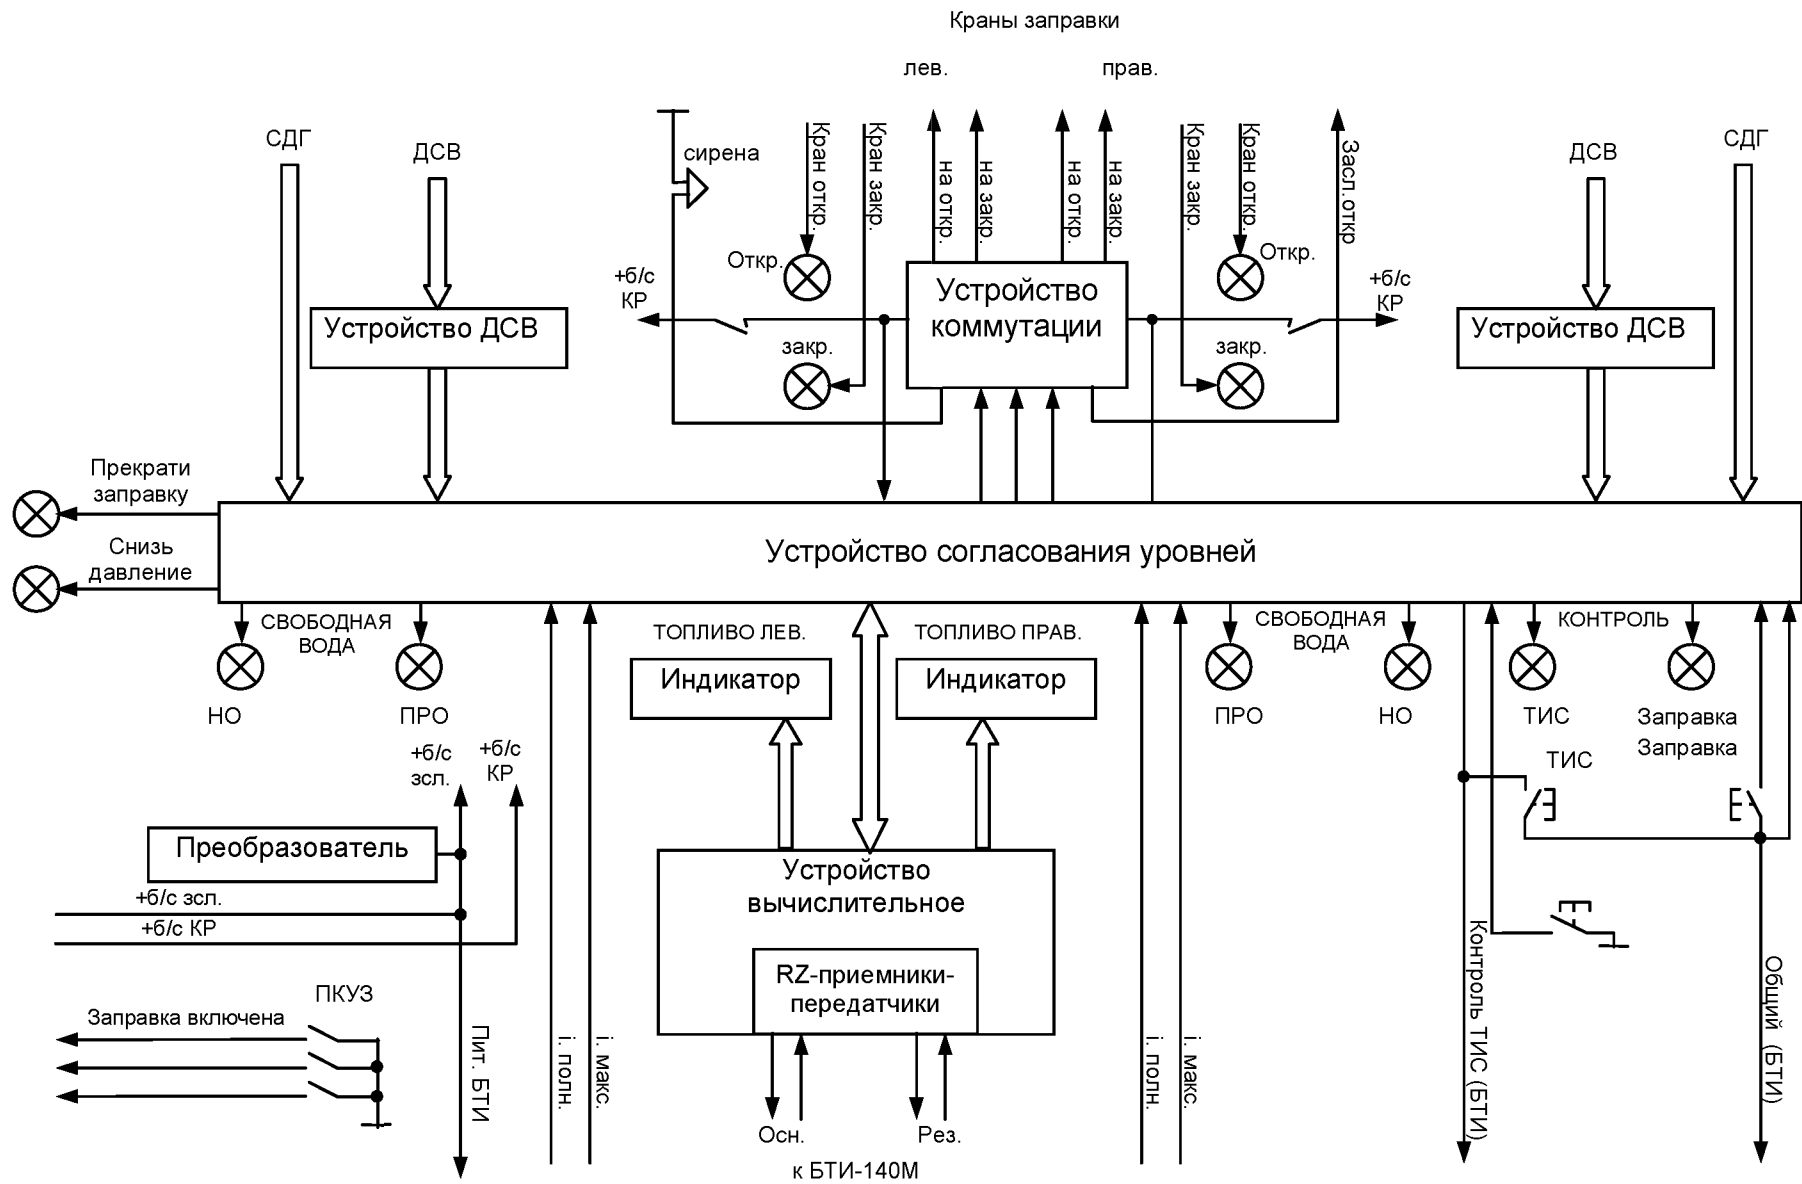 Краны заправки
лев.
прав.
СДГ
ДСВ
сирена
Кран откр.
Кран закр.
на откр.
на закр.
на откр.
на закр.
Кран закр.
Кран откр.
Засл.откр
ДСВ
СДГ
Откр.
Откр.
+б/с
КР
+б/с
КР
Устройство
коммутации
Устройство ДСВ
Устройство ДСВ
закр.
закр.
Прекрати
заправку
Снизь
давление
Устройство согласования уровней
СВОБОДНАЯ
ВОДА
ТОПЛИВО ЛЕВ.
ТОПЛИВО ПРАВ.
СВОБОДНАЯ
ВОДА
КОНТРОЛЬ
Индикатор
Индикатор
НО
ПРО
ПРО
НО
ТИС
Заправка
Заправка
ТИС
+б/с
зсл.
+б/с
КР
Преобразователь
+б/с зсл.
+б/с КР
Устройство
вычислительное
RZ-приемники-
передатчики
ПКУЗ
Заправка включена
Пит. БТИ
i. полн.
i. макс.
i. полн.
i. макс.
Контроль ТИС (БТИ)
Общий (БТИ)
Осн.
Рез.
к БТИ-140М